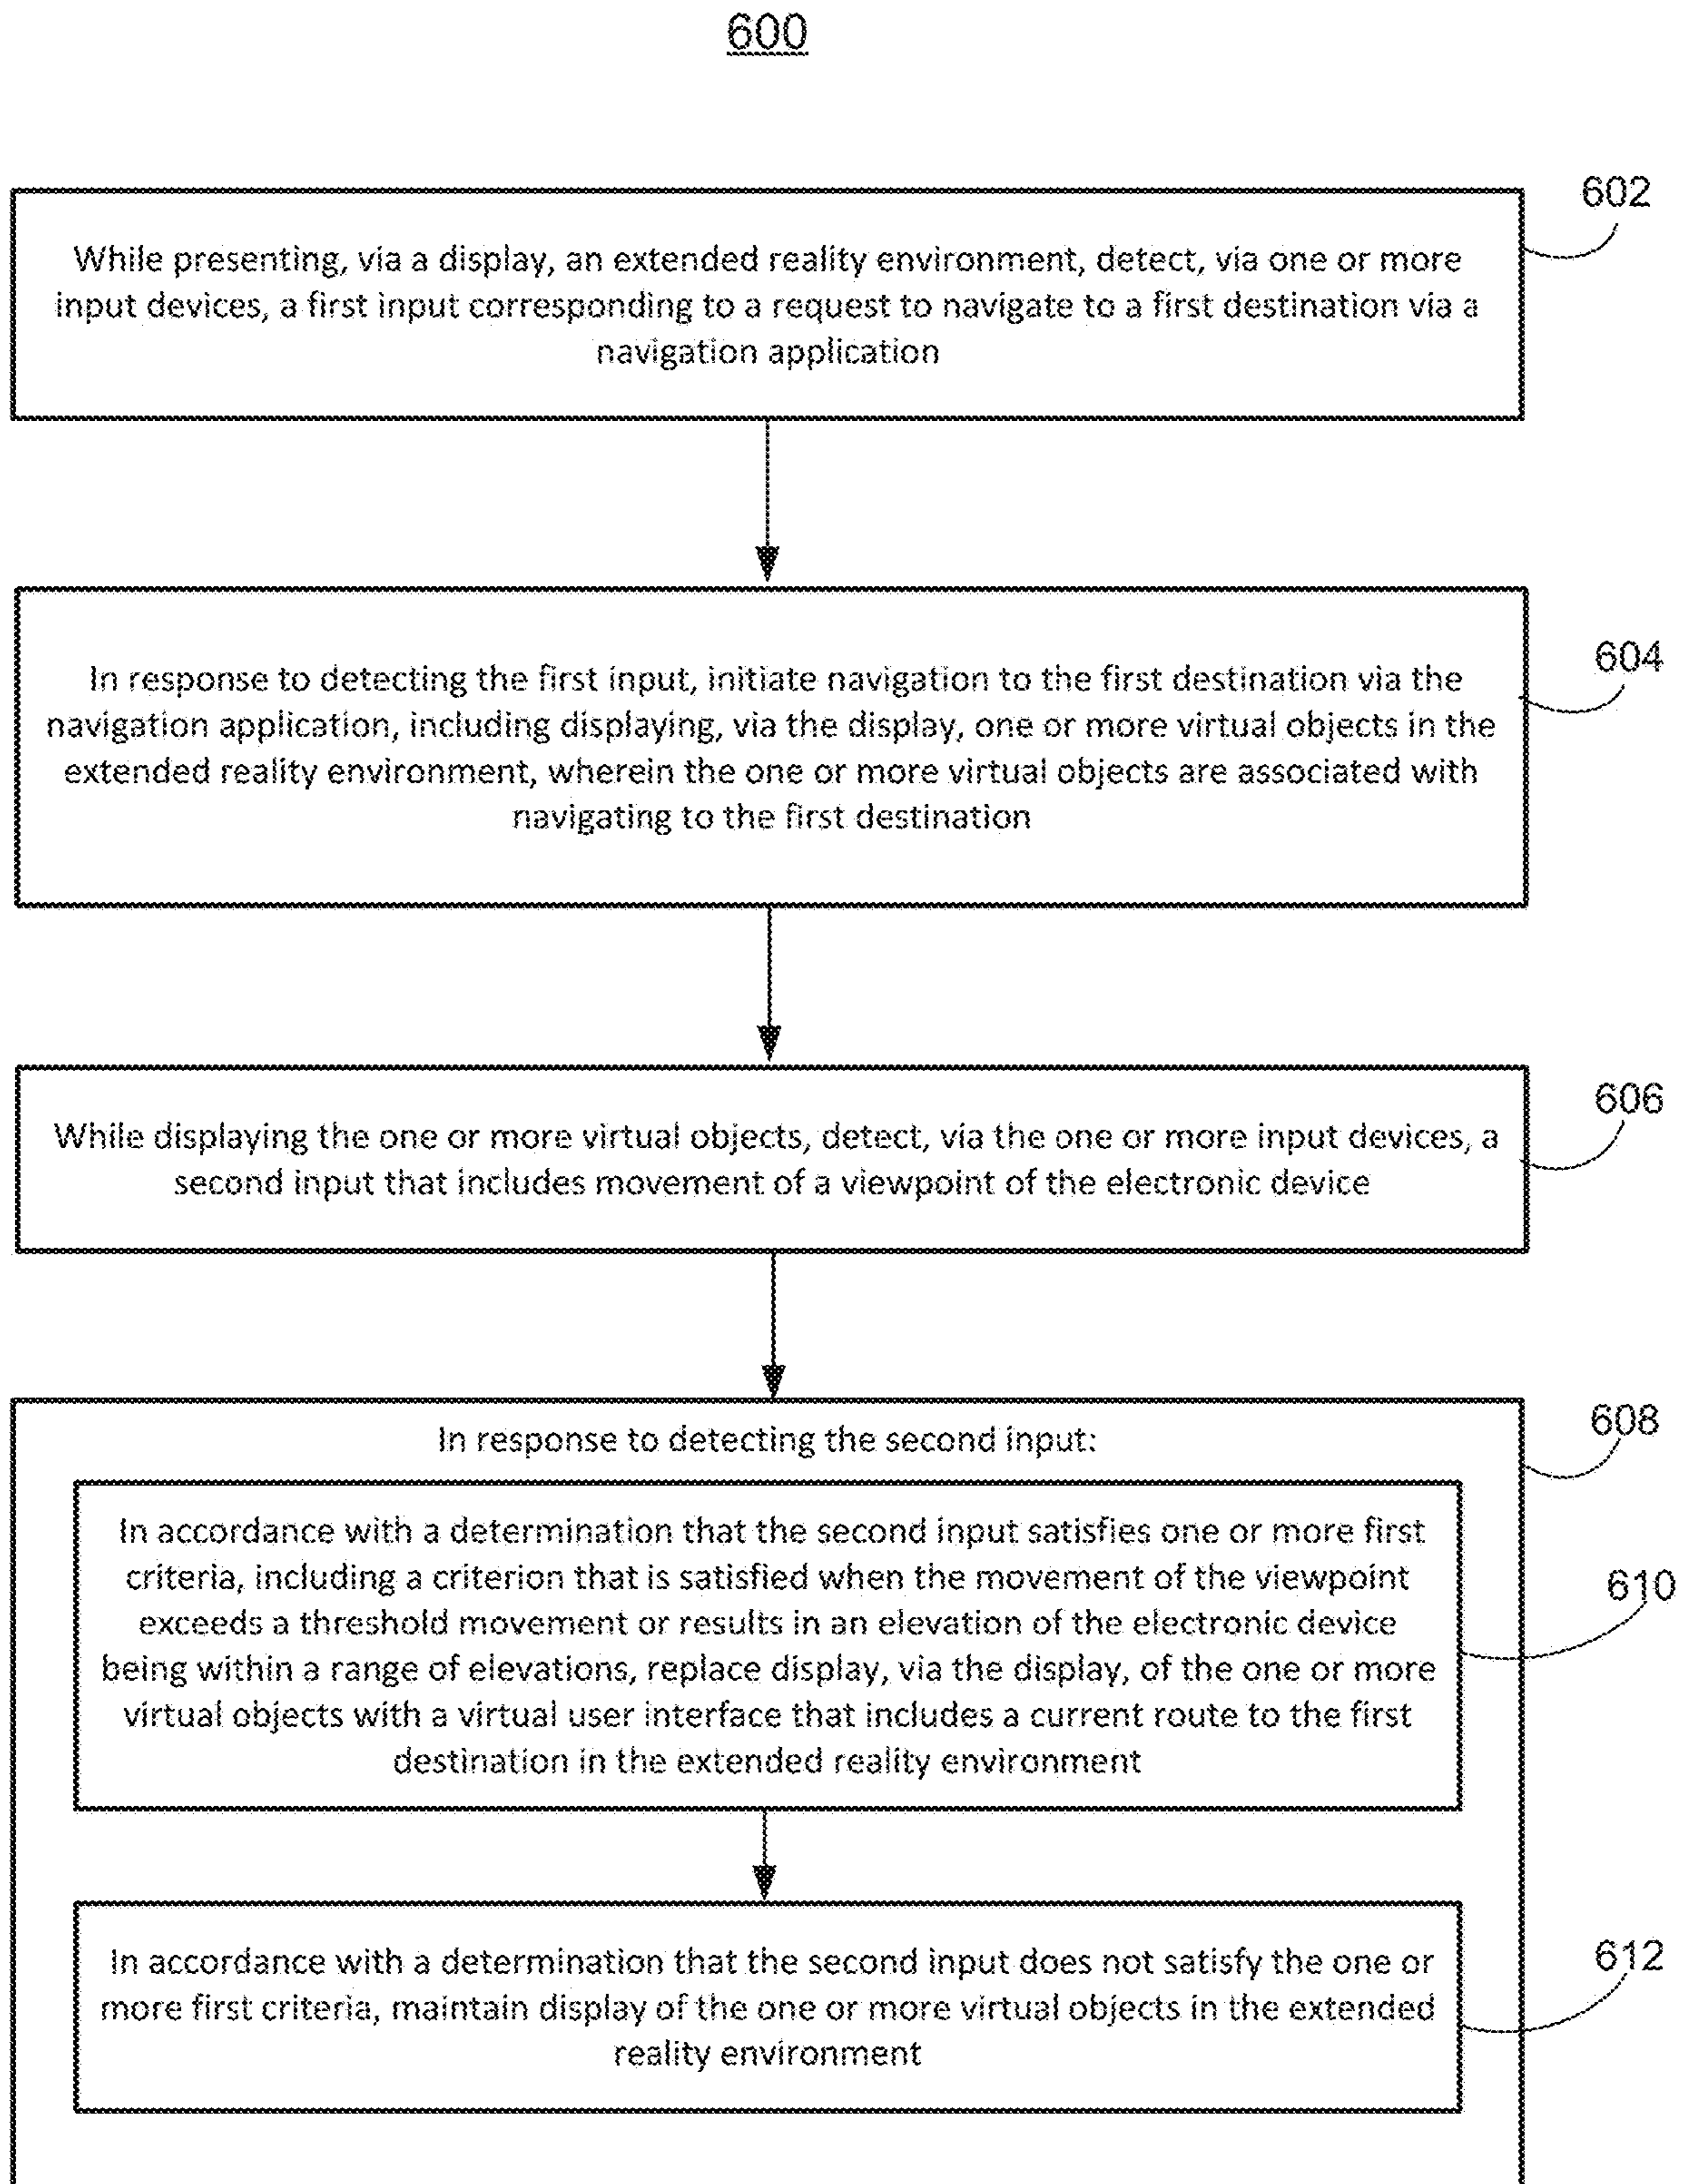 600
602
While presenting, via a display, an extended reality environment, detect, via one or more
input devices, a first input corresponding to a request to navigate to a first destination via a
navigation application
604
In response to detecting the first input, initiate navigation to the first destination via the
navigation application, including displaying, via the display, one or more virtual objects in the
extended reality environment, wherein the one or more virtual objects are associated with
navigating to the first destination
606
While displaying the one or more virtual objects, detect, via the one or more input devices, a
second input that includes movement of a viewpoint of the electronic device
608
In response to detecting the second input:
610
In accordance with a determination that the second input satisfies one or more first
criteria, including a criterion that is satisfied when the movement of the viewpoint
exceeds a threshold movement or results in an elevation of the electronic device
being within a range of elevations, replace display, via the display, of the one or more
virtual objects with a virtual user interface that includes a current route to the first
destination in the extended reality environment
612
In accordance with a determination that the second input does not satisfy the one or
more first criteria, maintain display of the one or more virtual objects in the extended
reality environment